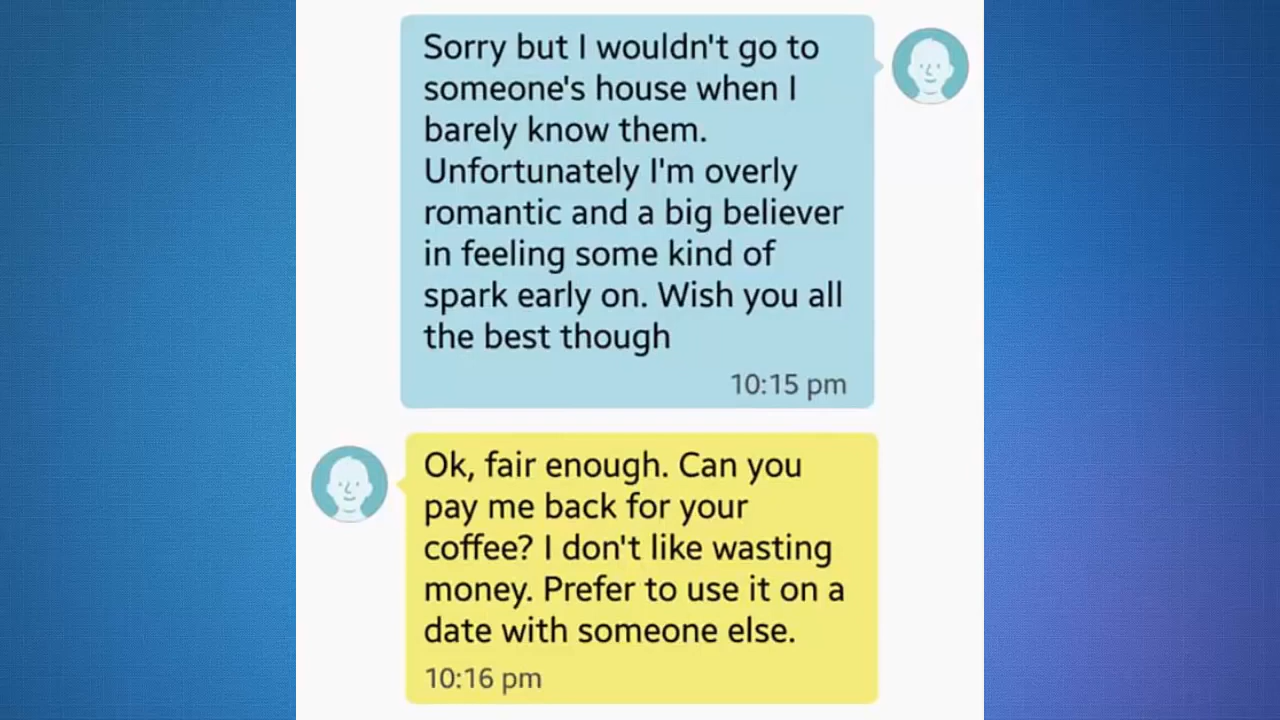 Sorry but I wouldn't go to
someone's house when I
barely know them.
Unfortunately I'm overly
romantic and a big believer
in feeling some kind of
spark early on. Wish you all
the best though
10:15 pm
Ok, fair enough. Can you
pay me back for your
coffee? I don't like wasting
money. Prefer to use it on a
date with someone else.
10:16 pm